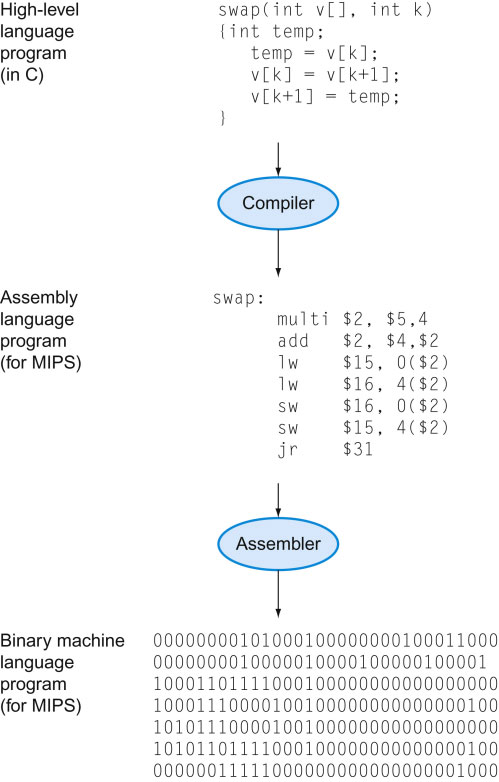 High-level
language
program
(in C)
swap(int v[], int k)
{int temp;
temp = v[k];
v[k] = v[k+1];
v[k+1] = temp;
}
Compiler
Assembly
language
program
(for MIPS)
swap:
multi $2, $5,4
add $2, $4,$2
lw $15, 0($2)
lw $16, 4($2)
sw $16, 0($2)
sw $15, 4($2)
jr $31
Assembler
Binary machine
language
program
(for MIPS)
00000000101000100000000100011000
00000000100000100001000000100001
10001101111000100000000000000000
10001110000100100000000000000100
10101110000100100000000000000000
10101101111000100000000000000100
00000011111000000000000000001000